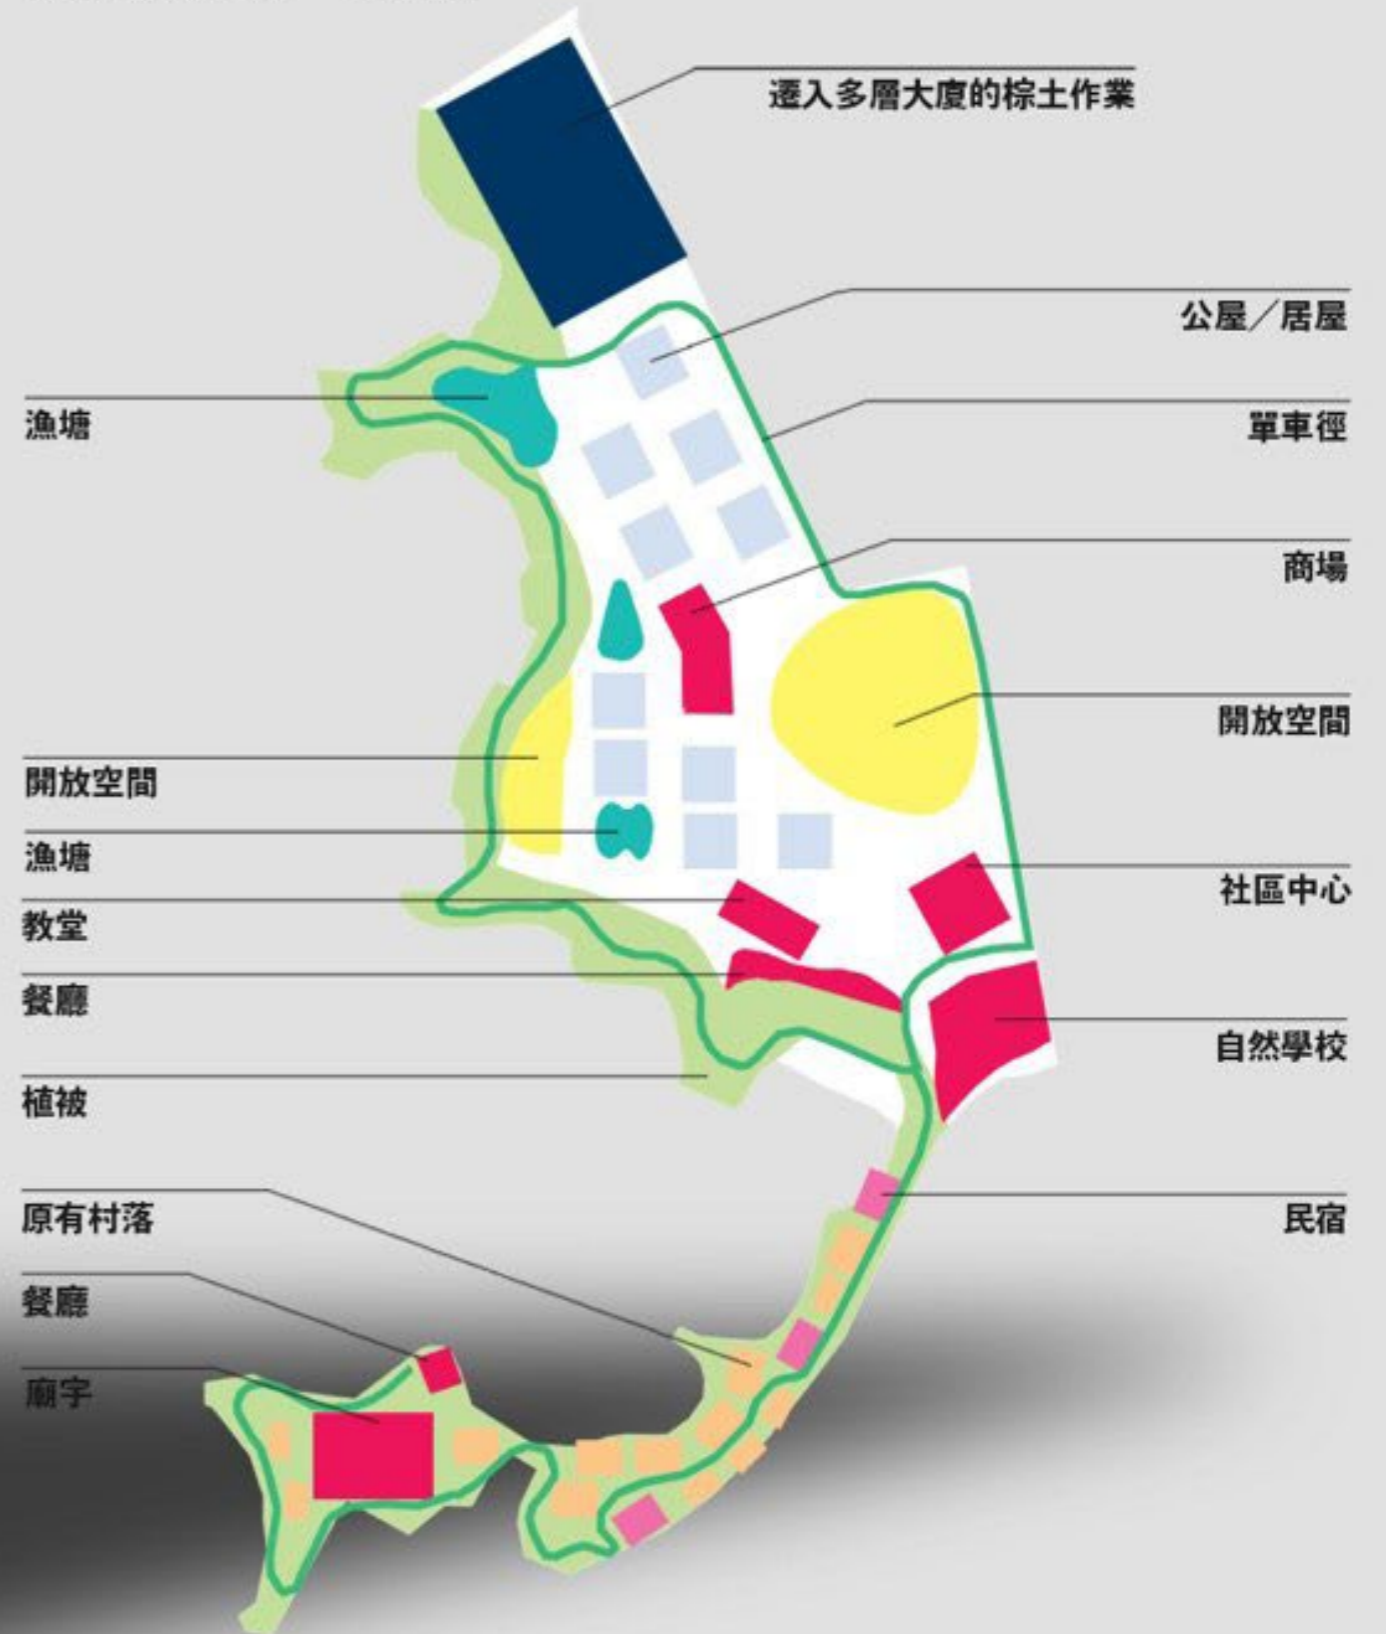 遷入多層大廈的棕土作業
公屋／居屋
漁塘
單車徑
商場
開放空間
開放空間
漁塘
社區中心
教堂
餐廳
自然學校
植被
原有村落
民宿
餐廳
廟宇